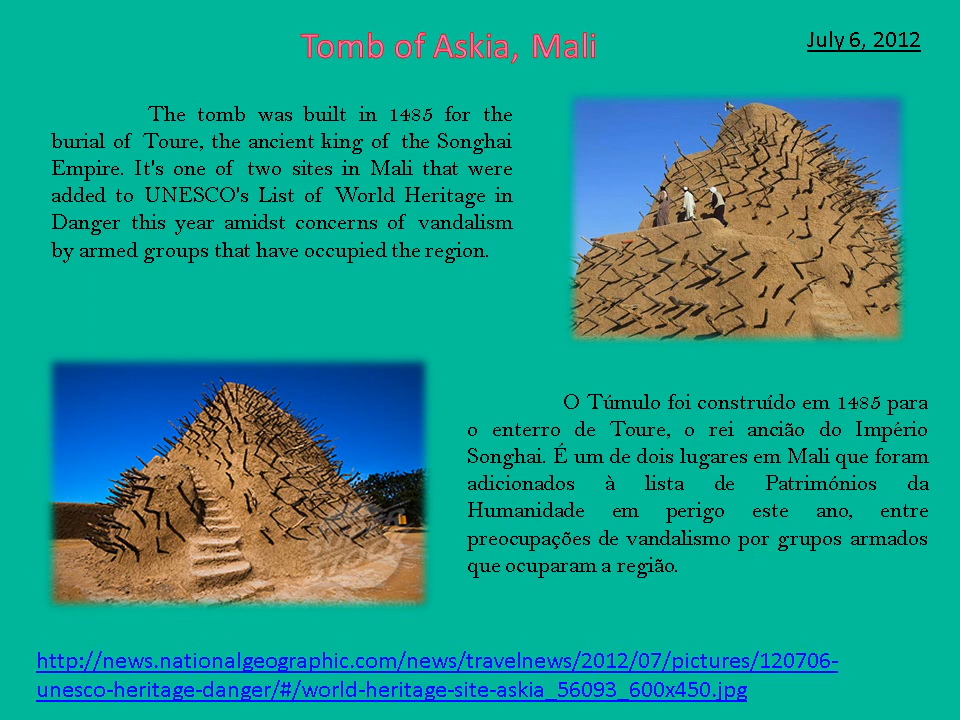 Tomb of Askia, Mali
July 6, 2012
The tomb was built in 1485 for the
burial of Toure, the ancient king of the Songhai
Empire. It's one of two sites in Mali that were
added to UNESCO's List of World Heritage in
Danger this year amidst concerns of vandalism
by armed groups that have occupied the region.
O Túmulo foi construído em 1485 para
o enterro de Toure, o rei ancião do Império
Songhai. É um de dois lugares em Mali que foram
adicionados à lista de Patrimónios da
Humanidade em perigo este ano, entre
preocupações de vandalismo por grupos armados
que ocuparam a região.
http://news.nationalgeographic.com/news/travelnews/2012/07/pictures/120706-
unesco-heritage-danger/#/world-heritage-site-askia_56093_600x450.jpg